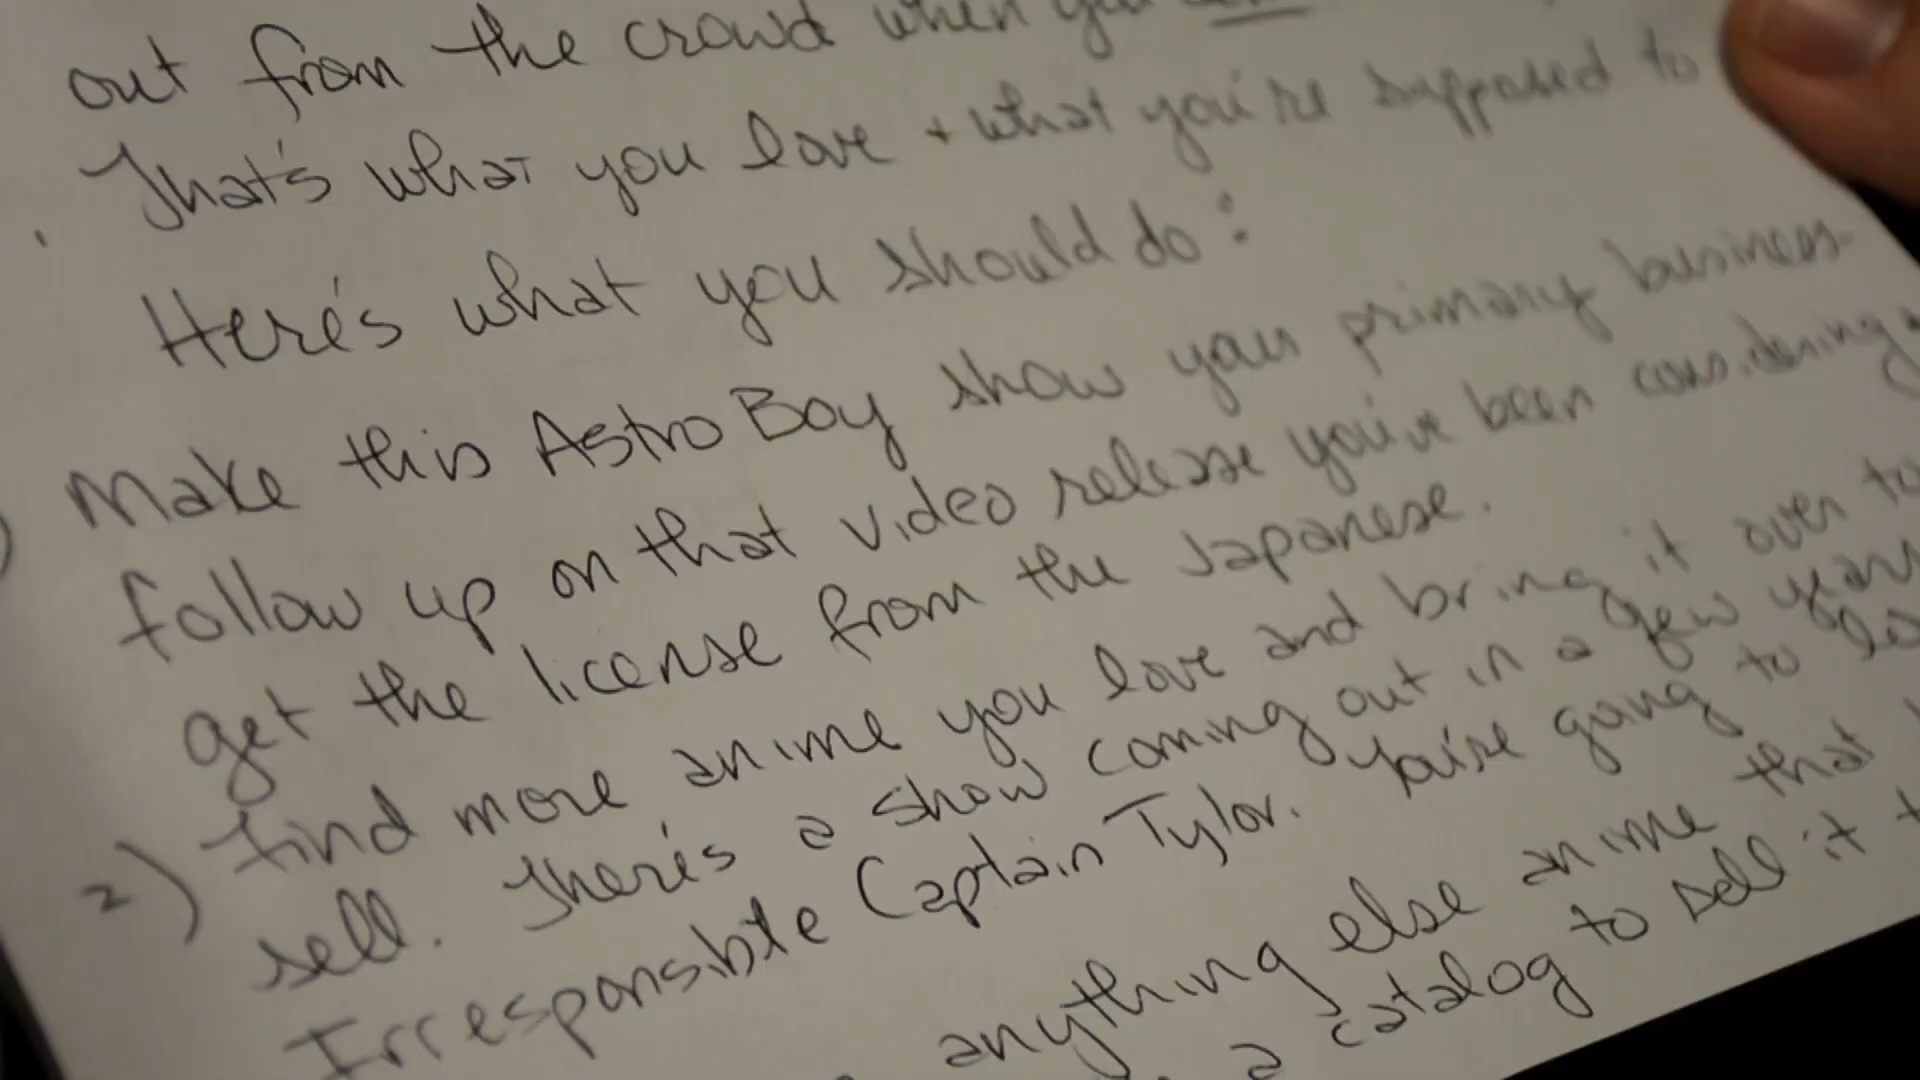 out from the crowd when you
That's what you love + what you're supposed to
Here's what you should do:
) Make this Astro Boy show your primary business
follow up on that video release you've been considering
get the license from the Japanese.
2) find more anime you love and bring it over to
sell. There's a show coming out in a few years
Irresponsible Captain Tylor. You're going to
anything else anime that
a catalog to sell it